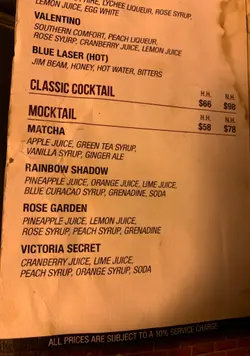 LYCHEE LIQUEUR, ROSE SYRUP,
LEMON JUICE, EGG WHITE
VALENTINO
SOUTHERN COMFORT, PEACH LIQUEUR,
ROSE SYURP, CRANBERRY JUICE, LEMON JUICE
BLUE LASER (HOT)
JIM BEAM, HONEY, HOT WATER, BITTERS
H.H. N.H.
CLASSIC COCKTAIL $66 $98
H.H. N.H.
MOCKTAIL $58 $78
MATCHA
APPLE JUICE, GREEN TEA SYRUP,
VANILLA SYRUP, GINGER ALE
RAINBOW SHADOW
PINEAPPLE JUICE, ORANGE JUICE, LIME JUICE,
BLUE CURACAO SYRUP, GRENADINE, SODA
ROSE GARDEN
PINEAPPLE JUICE, LEMON JUICE,
ROSE SYRUP, PEACH SYRUP, GRENADINE
VICTORIA SECRET
CRANBERRY JUICE, LIME JUICE,
PEACH SYRUP, ORANGE SYRUP, SODA
ALL PRICES ARE SUBJECT TO A 10% SERVICE CHARGE